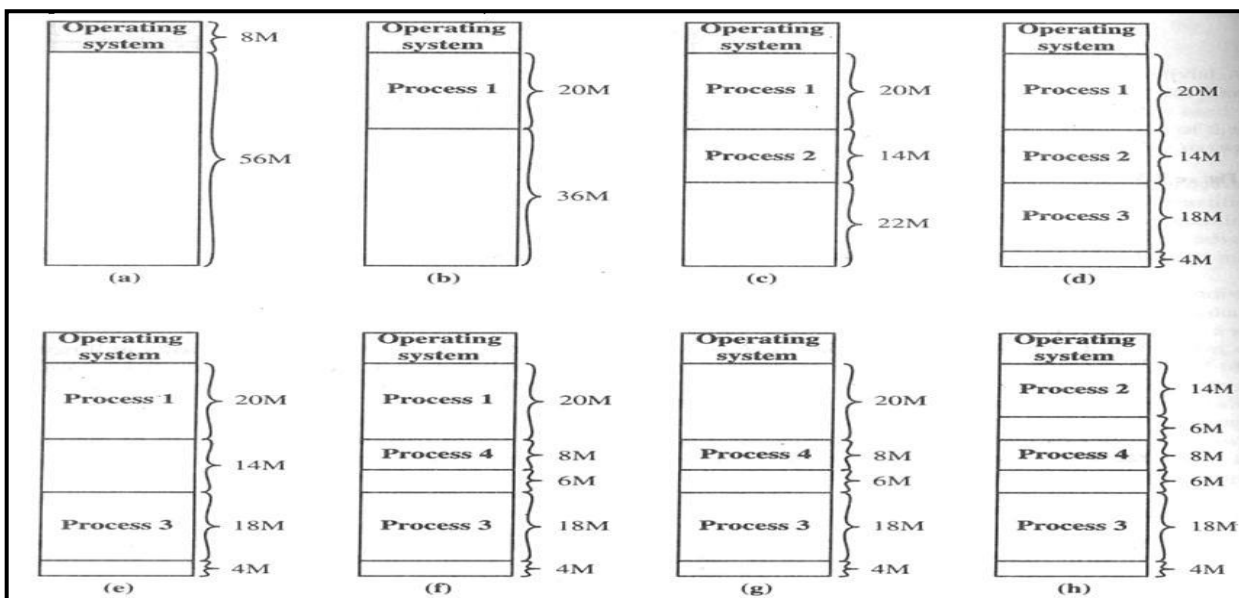 Operating
system
8M
56M
(a)
Operating
system
Process 1
20M
36M
(b)
Operating
system
Process 1
20M
Process 2
14M
22M
(c)
Operating
system
Process 1
20M
Process 2
14M
Process 3
18M
4M
(d)
Operating
system
Process 1
20M
14M
Process 3
18M
4M
(e)
Operating
system
Process 1
20M
Process 4
8M
6M
Process 3
18M
4M
(f)
Operating
system
20M
Process 4
8M
6M
Process 3
18M
4M
(g)
Operating
system
Process 2
14M
6M
Process 4
8M
6M
Process 3
18M
4M
(h)